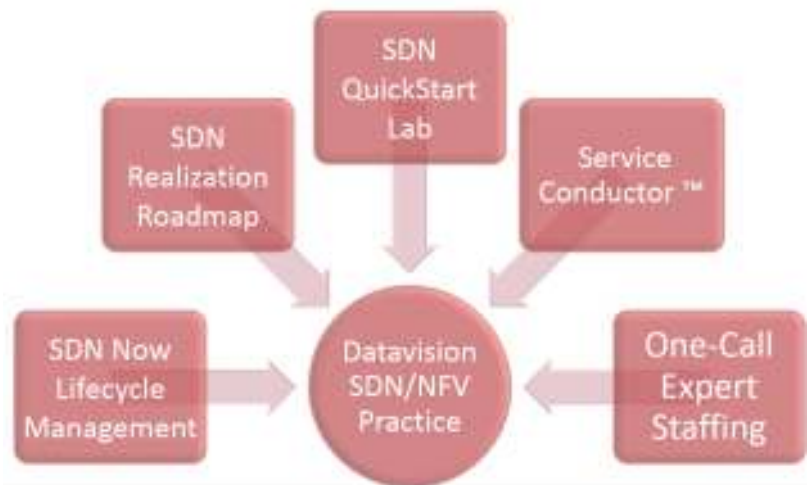 SDN
QuickStart
Lab
SDN
Realization
Roadmap
Service
Conductor ™
SDN Now
Lifecycle
Management
Datavision
SDN/NFV
Practice
One-Call
Expert
Staffing